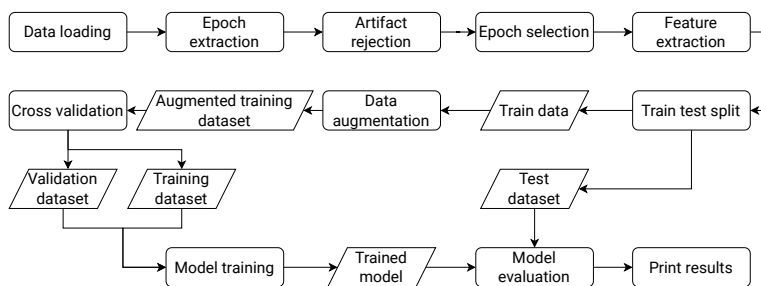 Data loading
Epoch
extraction
Artifact
rejection
Epoch selection
Feature
extraction
Cross validation
Augmented training
dataset
Data
augmentation
Train data
Train test split
Validation
dataset
Training
dataset
Test
dataset
Model training
Trained
model
Model
evaluation
Print results